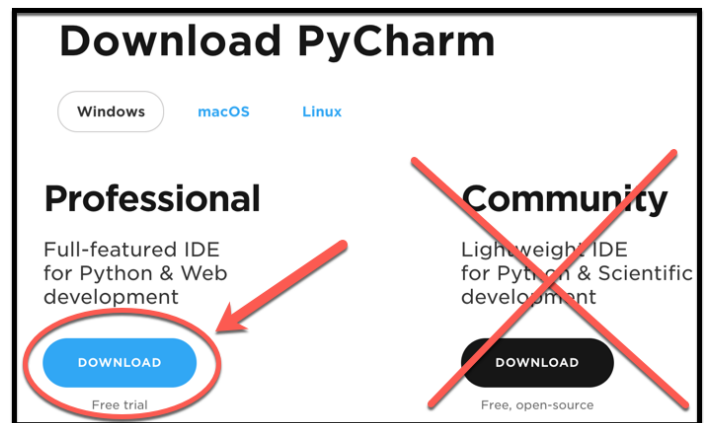 Download PyCharm
Windows macOS Linux
Professional
Full-featured IDE
for Python & Web
development
DOWNLOAD
Free trial
Community
Lightweight IDE
for Python & Scientific
development
DOWNLOAD
Free, open-source